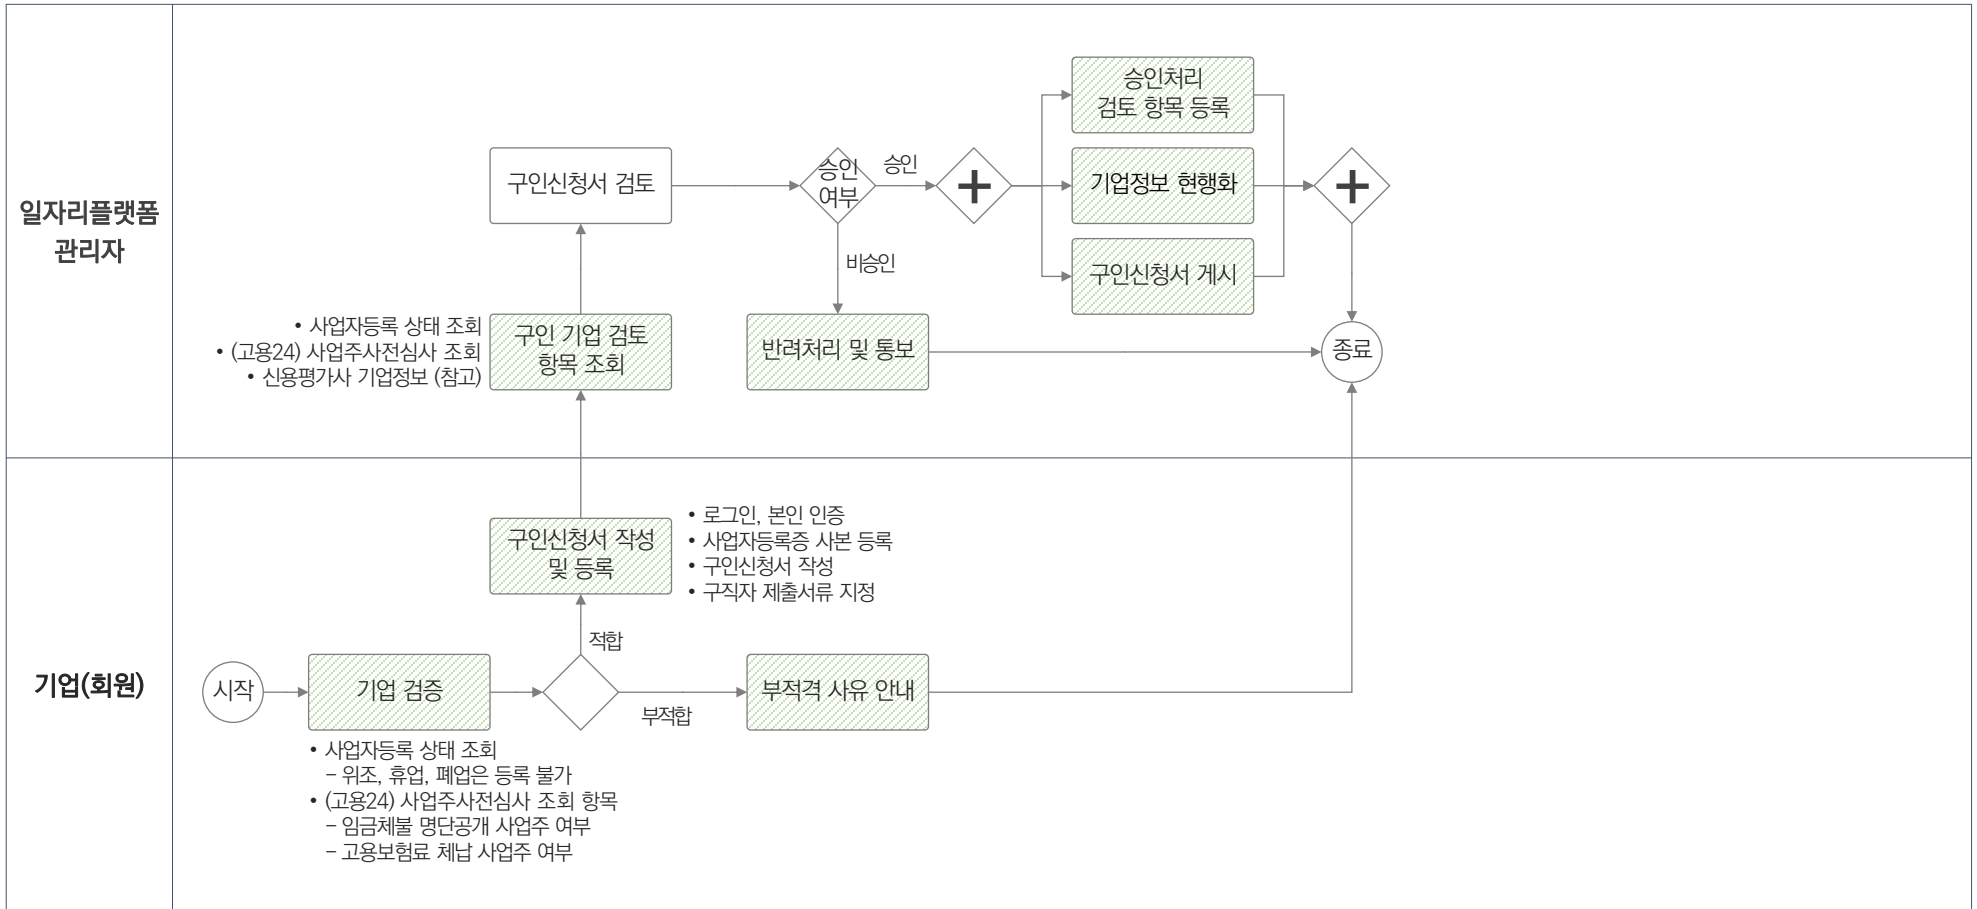 일자리플랫폼
관리자
승인처리
검토 항목 등록
구인신청서 검토
승인
여부
승인
기업정보 현행화
비승인
구인신청서 게시
• 사업자등록 상태 조회
• (고용24) 사업주사전심사 조회
• 신용평가사 기업정보 (참고)
구인 기업 검토
항목 조회
반려처리 및 통보
종료
기업(회원)
구인신청서 작성
및 등록
• 로그인, 본인 인증
• 사업자등록증 사본 등록
• 구인신청서 작성
• 구직자 제출서류 지정
적합
시작
기업 검증
부적합
부적격 사유 안내
• 사업자등록 상태 조회
– 위조, 휴업, 폐업은 등록 불가
• (고용24) 사업주사전심사 조회 항목
– 임금체불 명단공개 사업주 여부
– 고용보험료 체납 사업주 여부